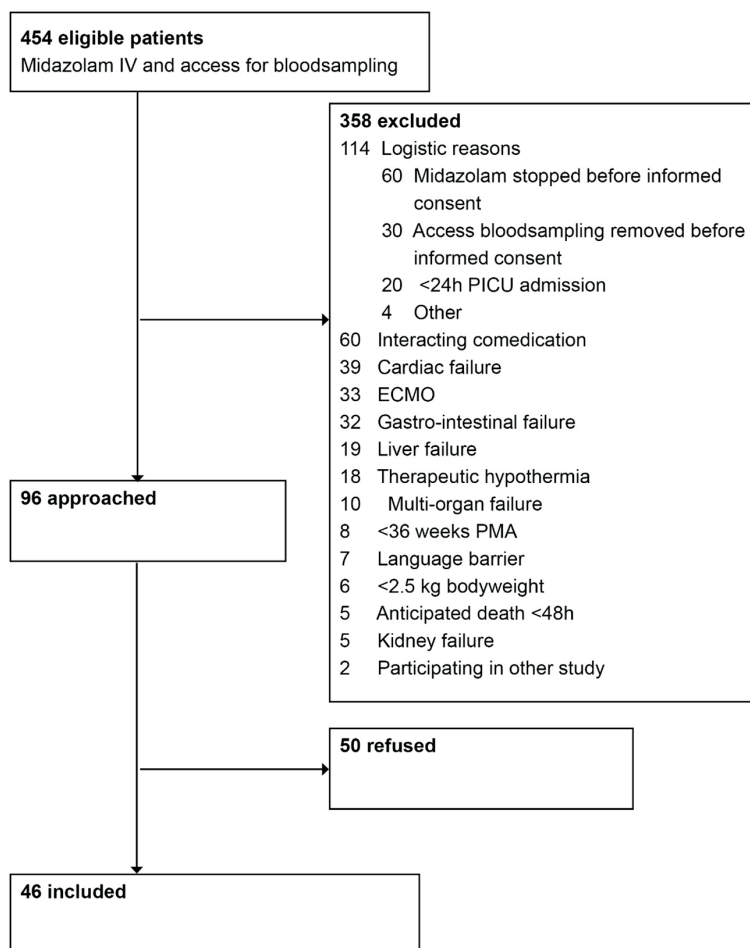 454 eligible patients
Midazolam IV and access for bloodsampling
358 excluded
114 Logistic reasons
60 Midazolam stopped before informed
consent
30 Access bloodsampling removed before
informed consent
20 <24h PICU admission
4 Other
60 Interacting comedication
39 Cardiac failure
33 ECMO
32 Gastro-intestinal failure
19 Liver failure
18 Therapeutic hypothermia
10 Multi-organ failure
8 <36 weeks PMA
7 Language barrier
6 <2.5 kg bodyweight
5 Anticipated death <48h
5 Kidney failure
2 Participating in other study
96 approached
50 refused
46 included